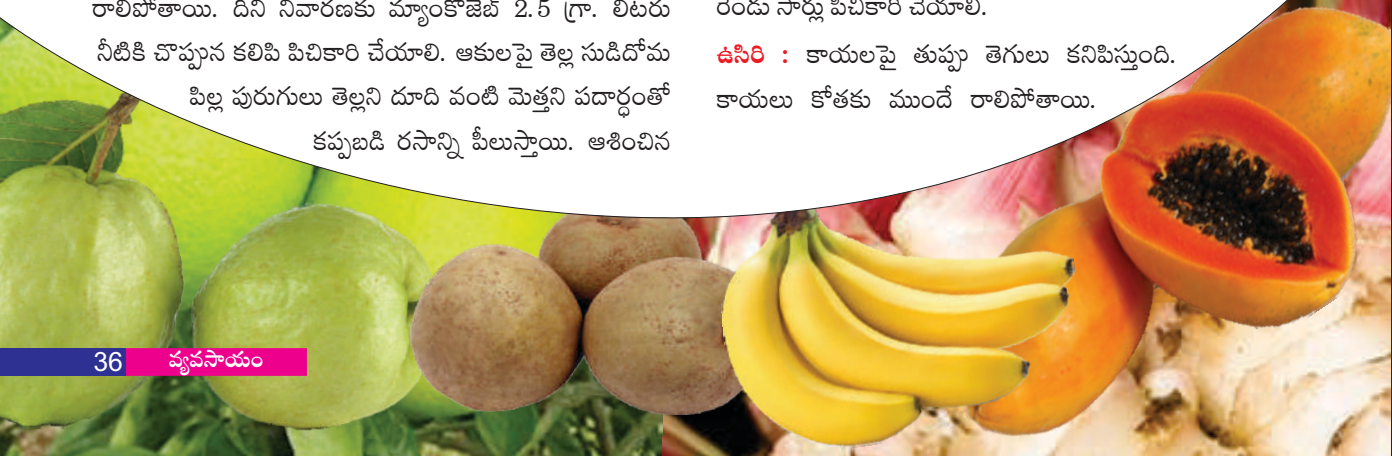 రాలిపోతాయి. దీని నివారణకు మ్యాంకోజెబ్ 2.5 గ్రా. లీటరు
నీటికి చొప్పున కలిపి పిచికారి చేయాలి. ఆకులపై తెల్ల సుడిదోమ
పిల్ల పురుగులు తెల్లని దూది వంటి మెత్తని పదార్థంతో
కప్పబడి రసాన్ని పీలుస్తాయి. ఆశించిన
రెండు సార్లు పిచికారి చేయాలి.
ఉసిరి : కాయలపై తుప్పు తెగులు కనిపిస్తుంది.
కాయలు కోతకు ముందే రాలిపోతాయి.
36 వ్యవసాయం